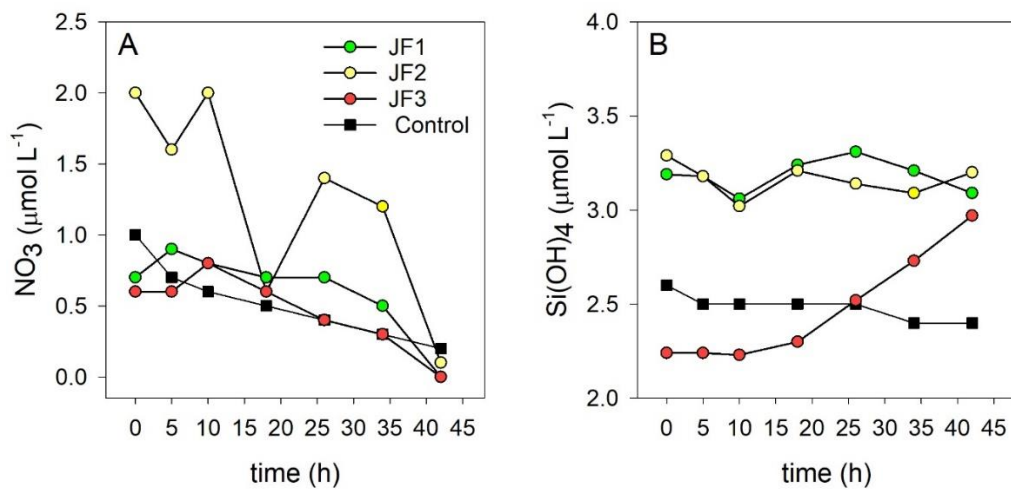 A
JF1
JF2
JF3
Control
2.5
2.0
1.5
1.0
0.5
0.0
NO3 (μmol L-1)
0 5 10 15 20 25 30 35 40 45
time (h)
B
4.0
3.5
3.0
2.5
2.0
Si(OH)4 (μmol L-1)
0 5 10 15 20 25 30 35 40 45
time (h)